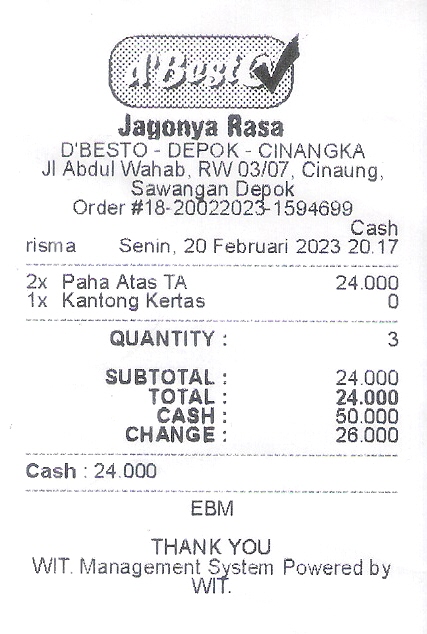 d'Besto
Jagonya Rasa
D'BESTO - DEPOK - CINANGKA
Jl Abdul Wahab, RW 03/07, Cinaung,
Sawangan Depok
Order #18-20022023-1594699
Cash
risma Senin, 20 Februari 2023 20.17
2x Paha Atas TA 24.000
1x Kantong Kertas 0
QUANTITY : 3
SUBTOTAL : 24.000
TOTAL : 24.000
CASH : 50.000
CHANGE : 26.000
Cash : 24.000
EBM
THANK YOU
WIT. Management System Powered by
WIT.